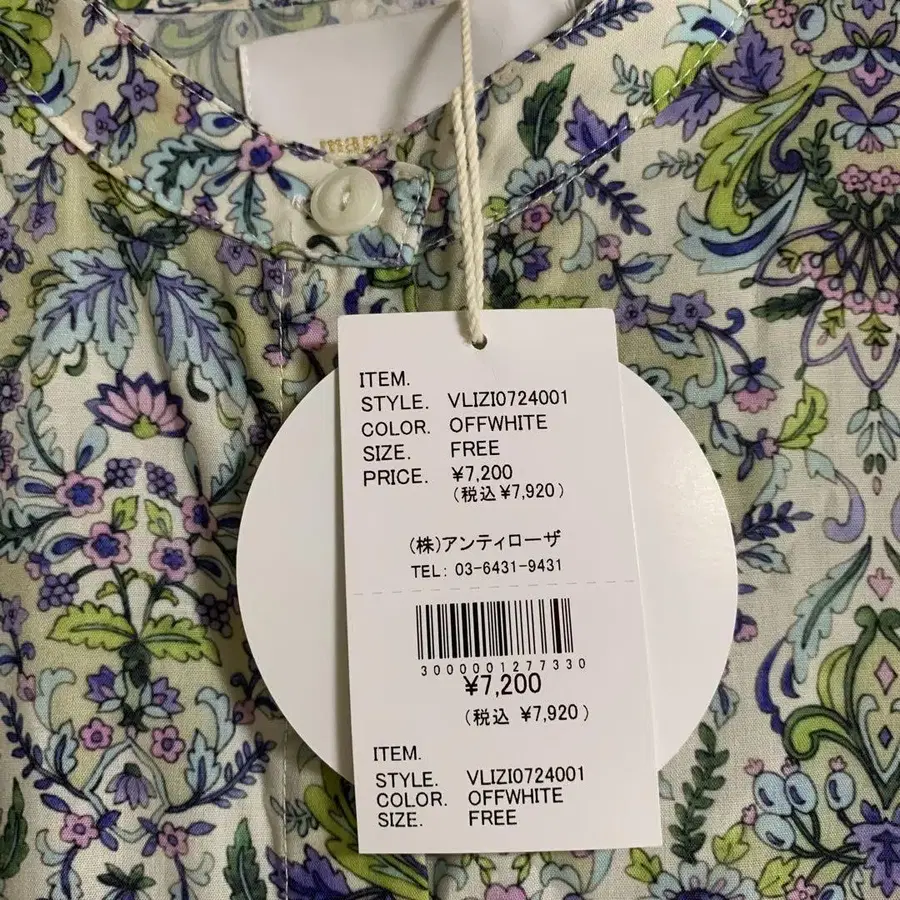 ITEM.
STYLE. VLIZI0724001
COLOR. OFFWHITE
SIZE. FREE
PRICE. ¥7,200
(税込 ¥7,920)
(株)アンティローザ
TEL: 03-6431-9431
3000001277330
¥7,200
(税込 ¥7,920)
ITEM.
STYLE. VLIZI0724001
COLOR. OFFWHITE
SIZE. FREE